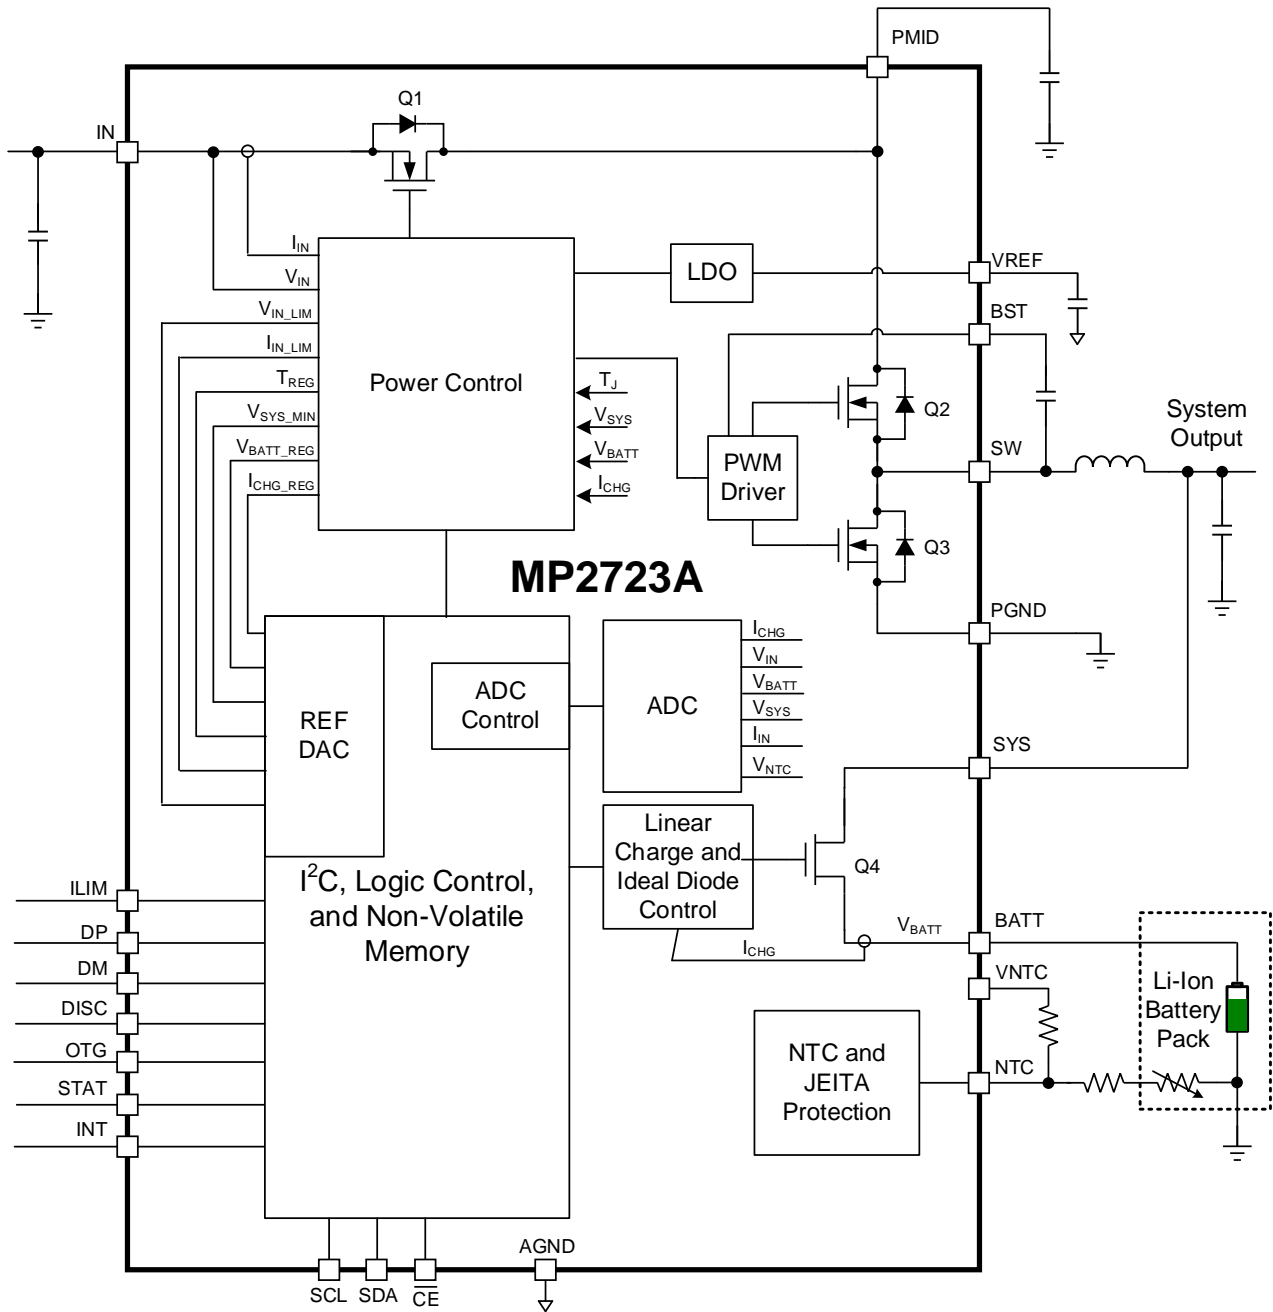 PMID
Q1
IN
I_IN
V_IN
V_IN_LIM
I_IN_LIM
T_REG
V_SYS_MIN
V_BATT_REG
I_CHG_REG
Power Control
T_J
V_SYS
V_BATT
I_CHG
LDO
VREF
BST
Q2
System
Output
SW
PWM
Driver
Q3
MP2723A
PGND
REF
DAC
ADC
Control
ADC
I_CHG
V_IN
V_BATT
V_SYS
I_IN
V_NTC
SYS
Linear
Charge and
Ideal Diode
Control
Q4
I_CHG
V_BATT
BATT
I²C, Logic Control,
and Non-Volatile
Memory
ILIM
DP
DM
DISC
OTG
STAT
INT
VNTC
Li-Ion
Battery
Pack
NTC and
JEITA
Protection
NTC
SCL
SDA
C̅E̅
AGND